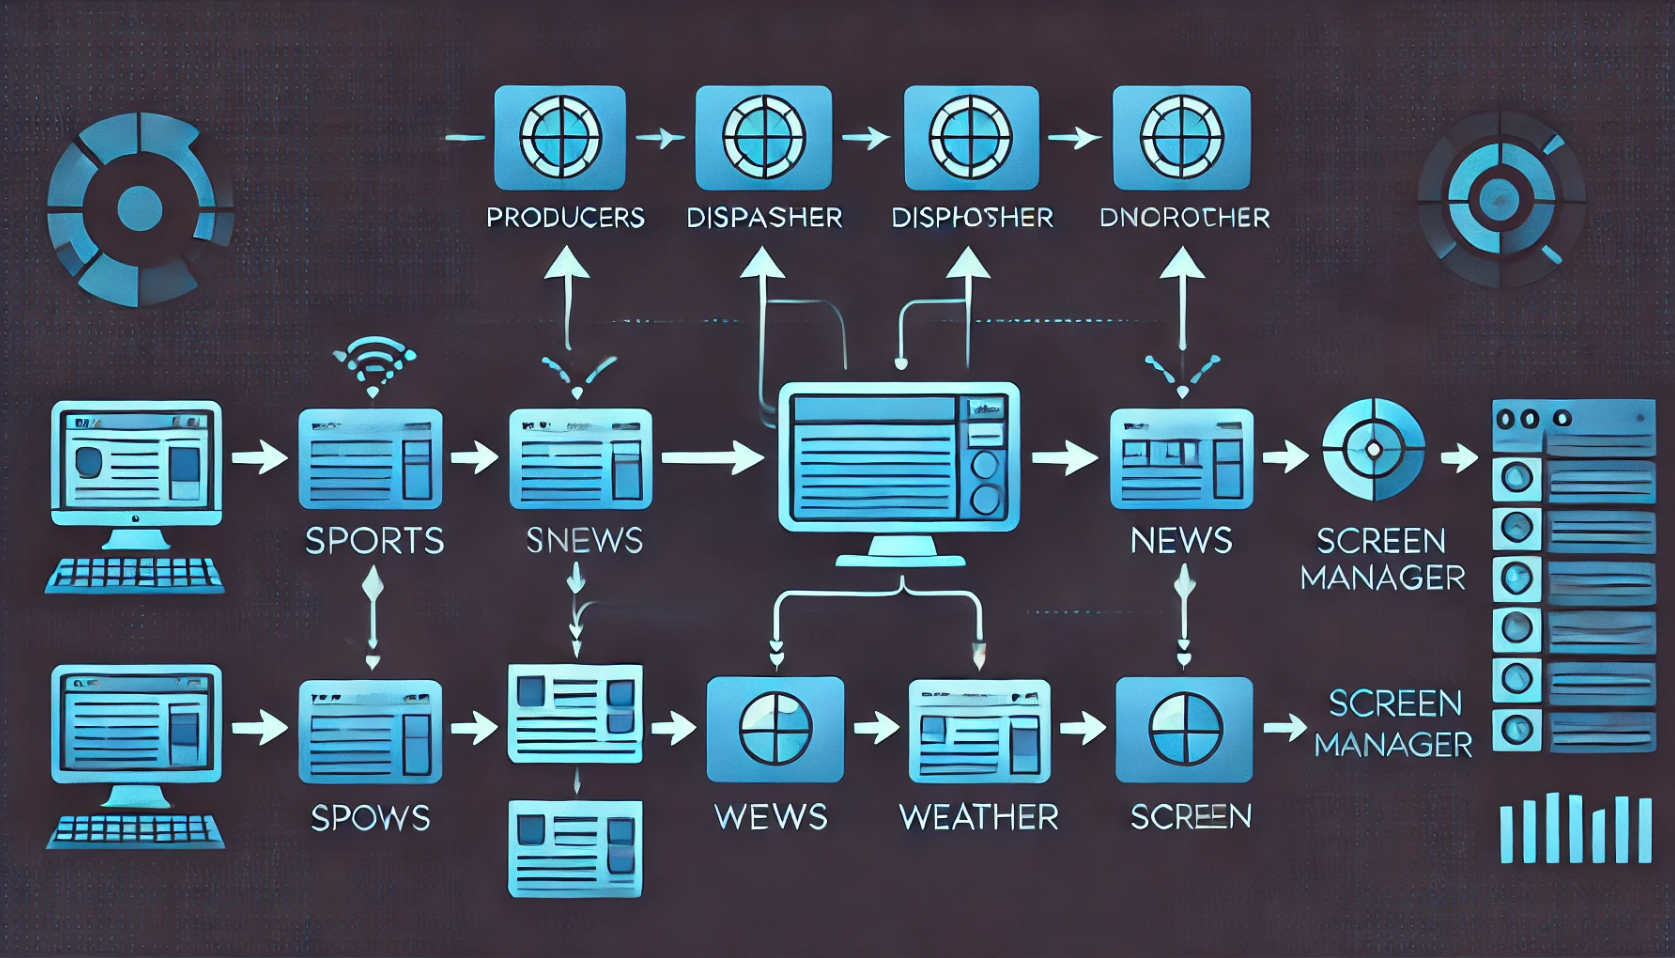 PRODUCERS
DISPASHER
DISPHOSHER
DNOROTHER
SPORTS
SNEWS
NEWS
SCREEN
MANAGER
SCREEN
MANAGER
SPOWS
WEWS
WEATHER
SCREEN